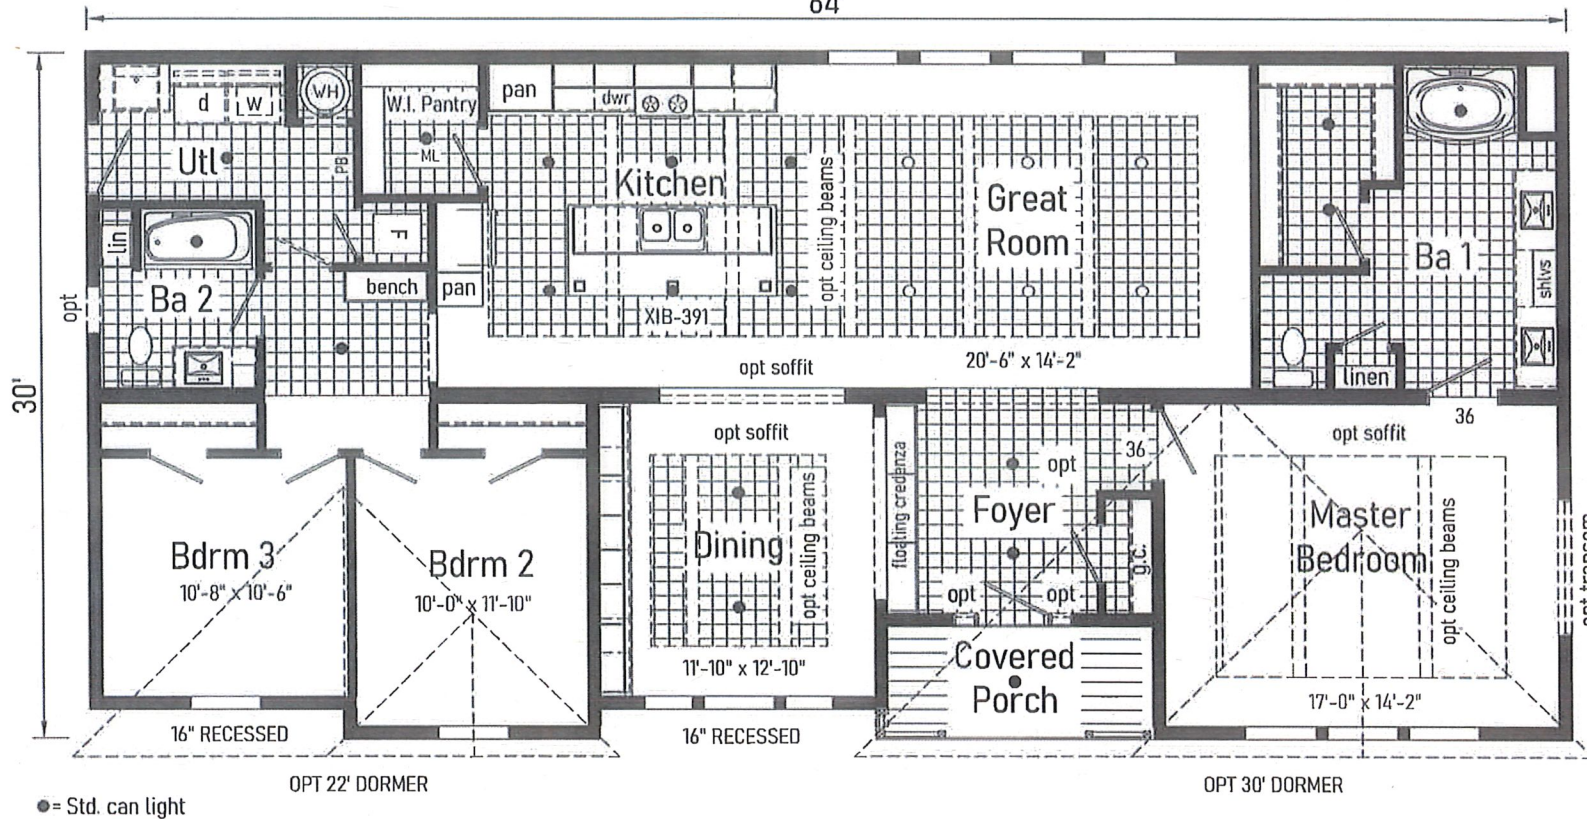 64'
30'
d
W
WH
W.I. Pantry
ML
pan
dwr
Utl
PB
Kitchen
opt ceiling beams
Great
Room
Ba 1
shlvs
lin
F
bench
pan
Ba 2
opt
XIB-391
opt soffit
20'-6" x 14'-2"
linen
36
opt soffit
floating credenza
opt
36
opt soffit
Foyer
Bdrm 3
10'-8" x 10'-6"
Bdrm 2
10'-0" x 11'-10"
Dining
opt ceiling beams
11'-10" x 12'-10"
opt
opt
g.c.
Master
Bedroom
opt ceiling beams
17'-0" x 14'-2"
opt transom
Covered
Porch
16" RECESSED
16" RECESSED
OPT 22' DORMER
OPT 30' DORMER
= Std. can light